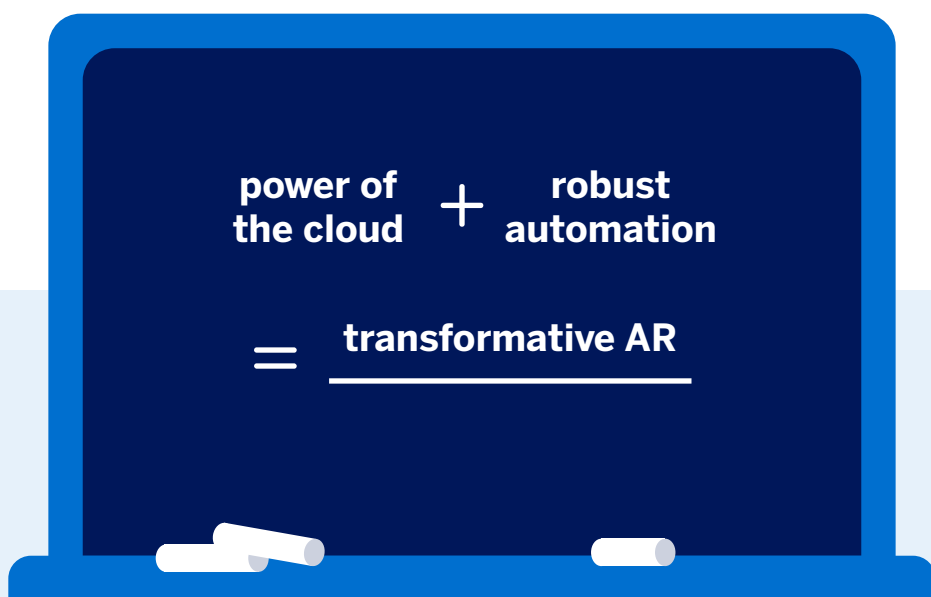 power of
the cloud
+
robust
automation
=
transformative AR